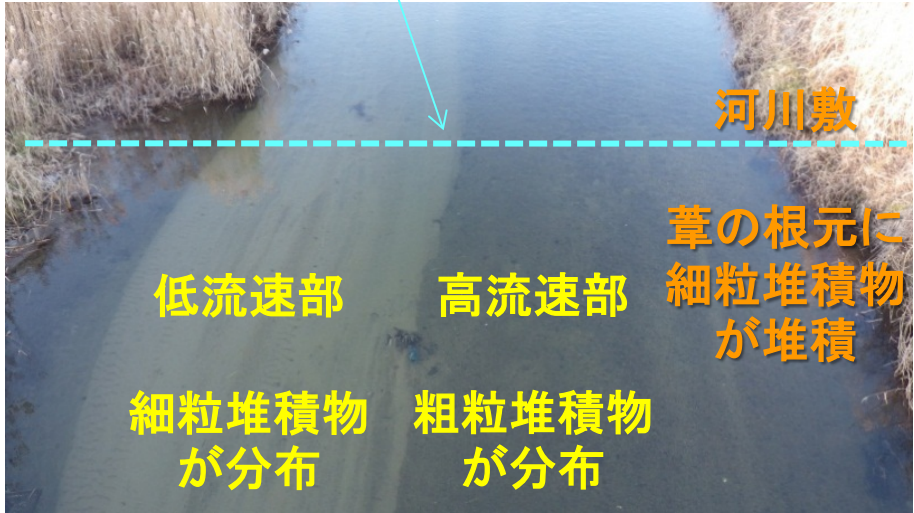 河川敷
葦の根元に
細粒堆積物
が堆積
低流速部
高流速部
細粒堆積物
が分布
粗粒堆積物
が分布